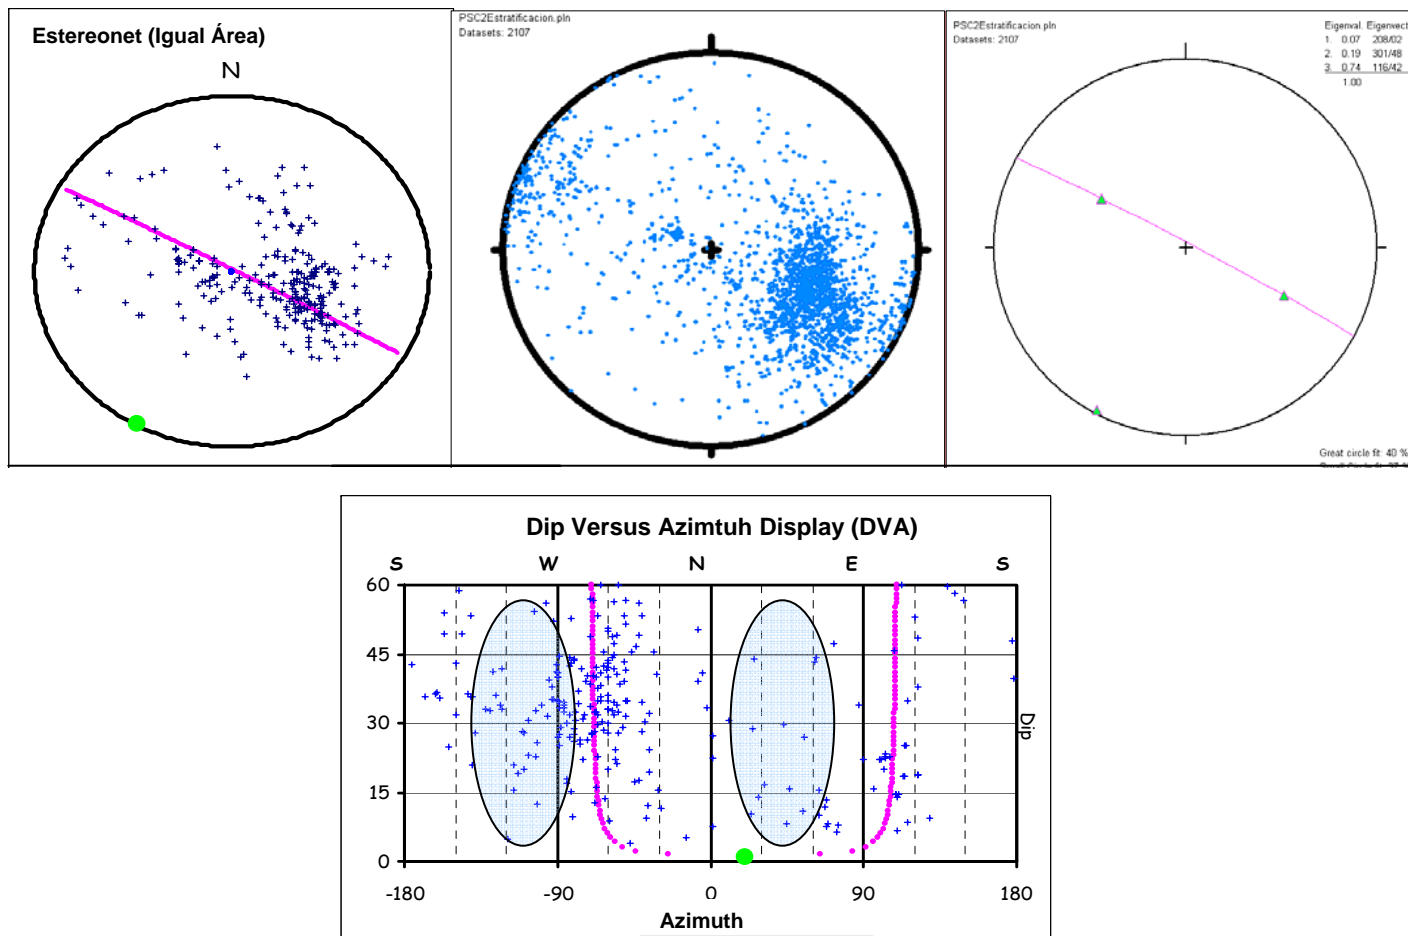 Estereonet (Igual Área)
N
PSC2Estratificacion.pln
Datasets: 2107
PSC2Estratificacion.pln
Datasets: 2107
Eigenval. Eigenvect
1. 0.07 208/02
2. 0.19 301/48
3. 0.74 116/42
1.00
Great circle fit: 40 %
Dip Versus Azimtuh Display (DVA)
S W N E S
60
45
30
15
0
Dip
-180 -90 0 90 180
Azimuth